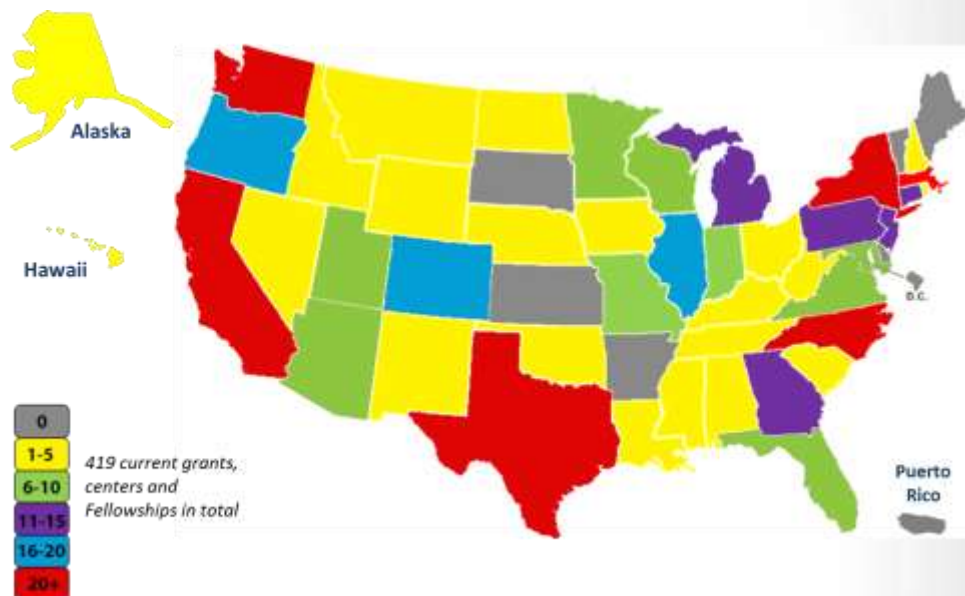 Alaska
Hawaii
D.C.
0
1-5
6-10
11-15
16-20
20+
419 current grants,
centers and
Fellowships in total
Puerto
Rico